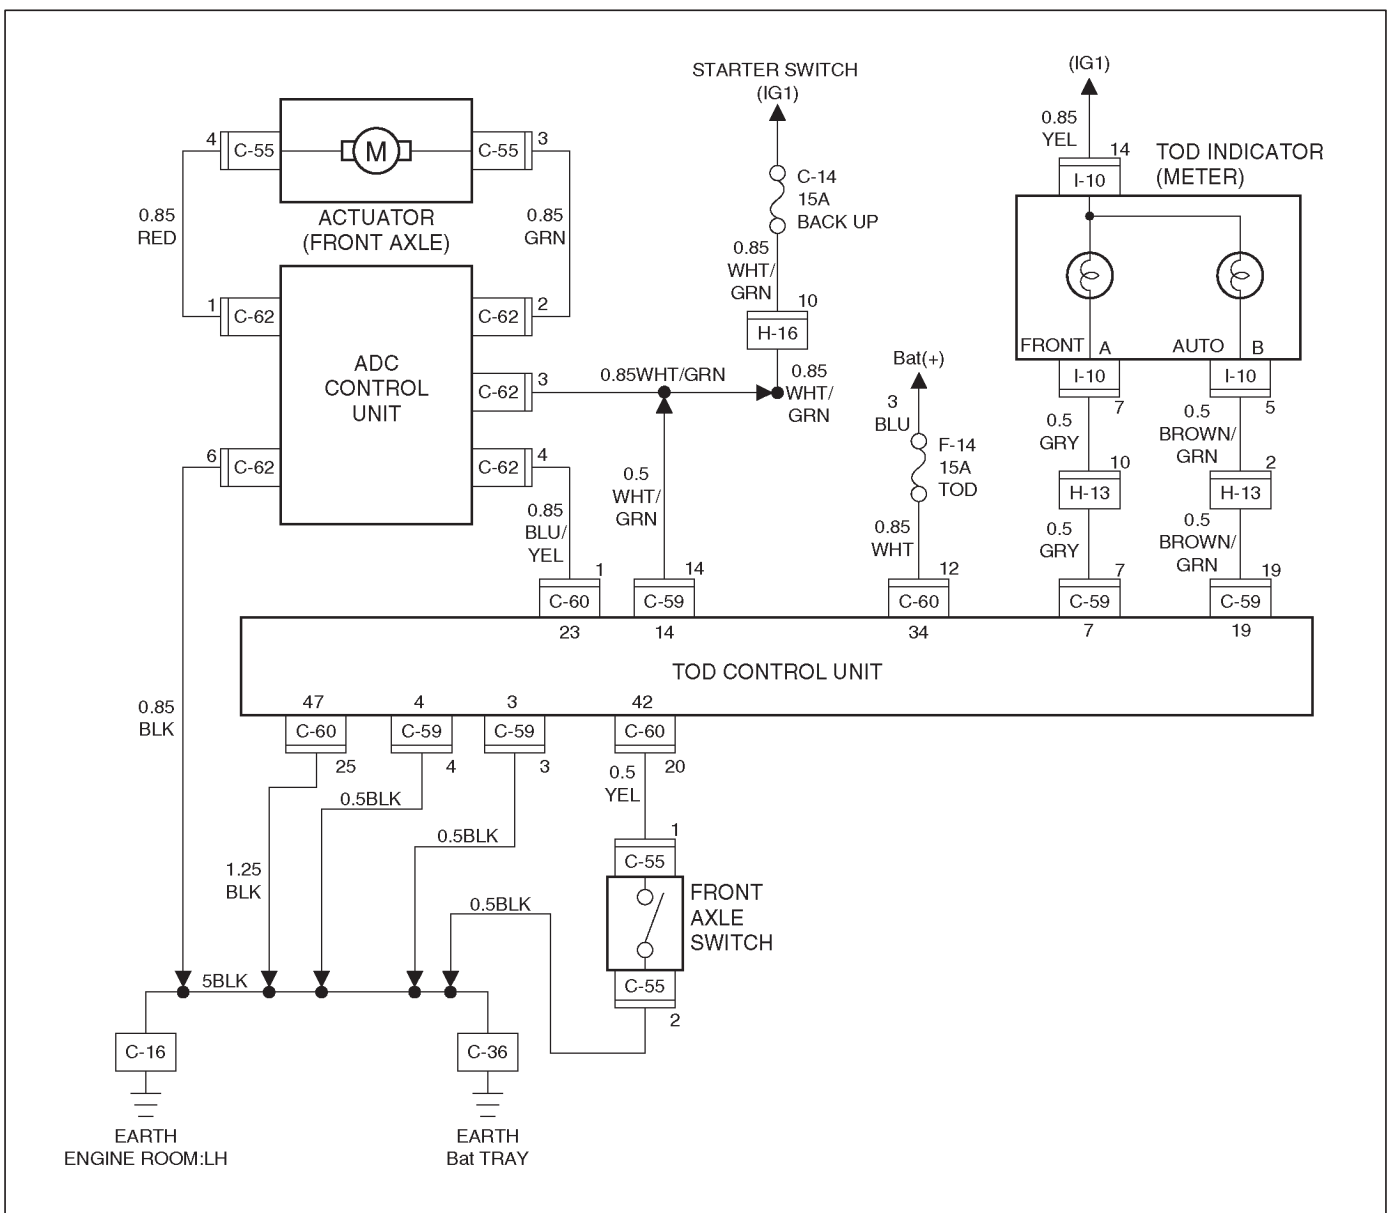 STARTER SWITCH
(IG1)
(IG1)
0.85
YEL
14
TOD INDICATOR
(METER)
I-10
4
C-55
M
C-55
3
C-14
15A
BACK UP
0.85
RED
ACTUATOR
(FRONT AXLE)
0.85
GRN
0.85
WHT/
GRN
10
H-16
1
C-62
C-62
2
ADC
CONTROL
UNIT
C-62
3
0.85WHT/GRN
0.85
WHT/
GRN
FRONT
A
AUTO
B
I-10
7
I-10
5
Bat(+)
3
BLU
F-14
15A
TOD
0.5
GRY
0.5
BROWN/
GRN
6
C-62
C-62
4
10
H-13
2
H-13
0.85
BLU/
YEL
0.5
WHT/
GRN
0.85
WHT
0.5
GRY
0.5
BROWN/
GRN
1
C-60
14
C-59
12
C-60
7
C-59
19
C-59
23
14
34
7
19
TOD CONTROL UNIT
47
4
3
42
C-60
C-59
C-59
C-60
25
4
3
20
0.85
BLK
0.5BLK
0.5
YEL
0.5BLK
1
C-55
1.25
BLK
0.5BLK
FRONT
AXLE
SWITCH
5BLK
C-55
2
C-16
C-36
EARTH
ENGINE ROOM:LH
EARTH
Bat TRAY